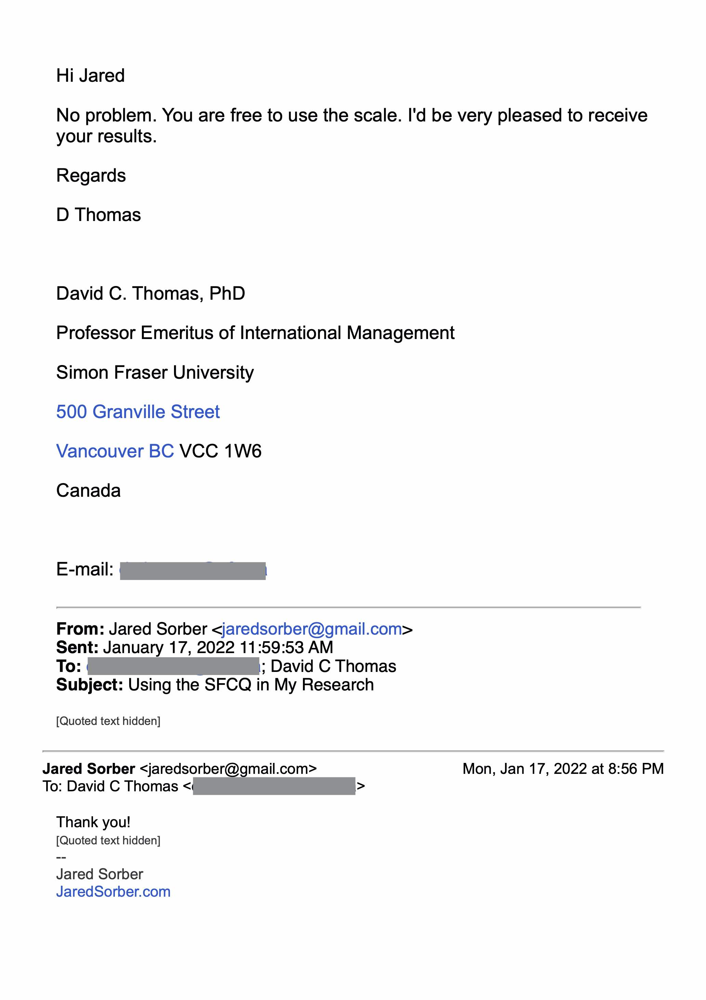 Hi Jared
No problem. You are free to use the scale. I'd be very pleased to receive
your results.
Regards
D Thomas
David C. Thomas, PhD
Professor Emeritus of International Management
Simon Fraser University
500 Granville Street
Vancouver BC VCC 1W6
Canada
E-mail:
From: Jared Sorber <jaredsorber@gmail.com>
Sent: January 17, 2022 11:59:53 AM
To: ; David C Thomas
Subject: Using the SFCQ in My Research
[Quoted text hidden]
Jared Sorber <jaredsorber@gmail.com> Mon, Jan 17, 2022 at 8:56 PM
To: David C Thomas < >
Thank you!
[Quoted text hidden]
--
Jared Sorber
JaredSorber.com